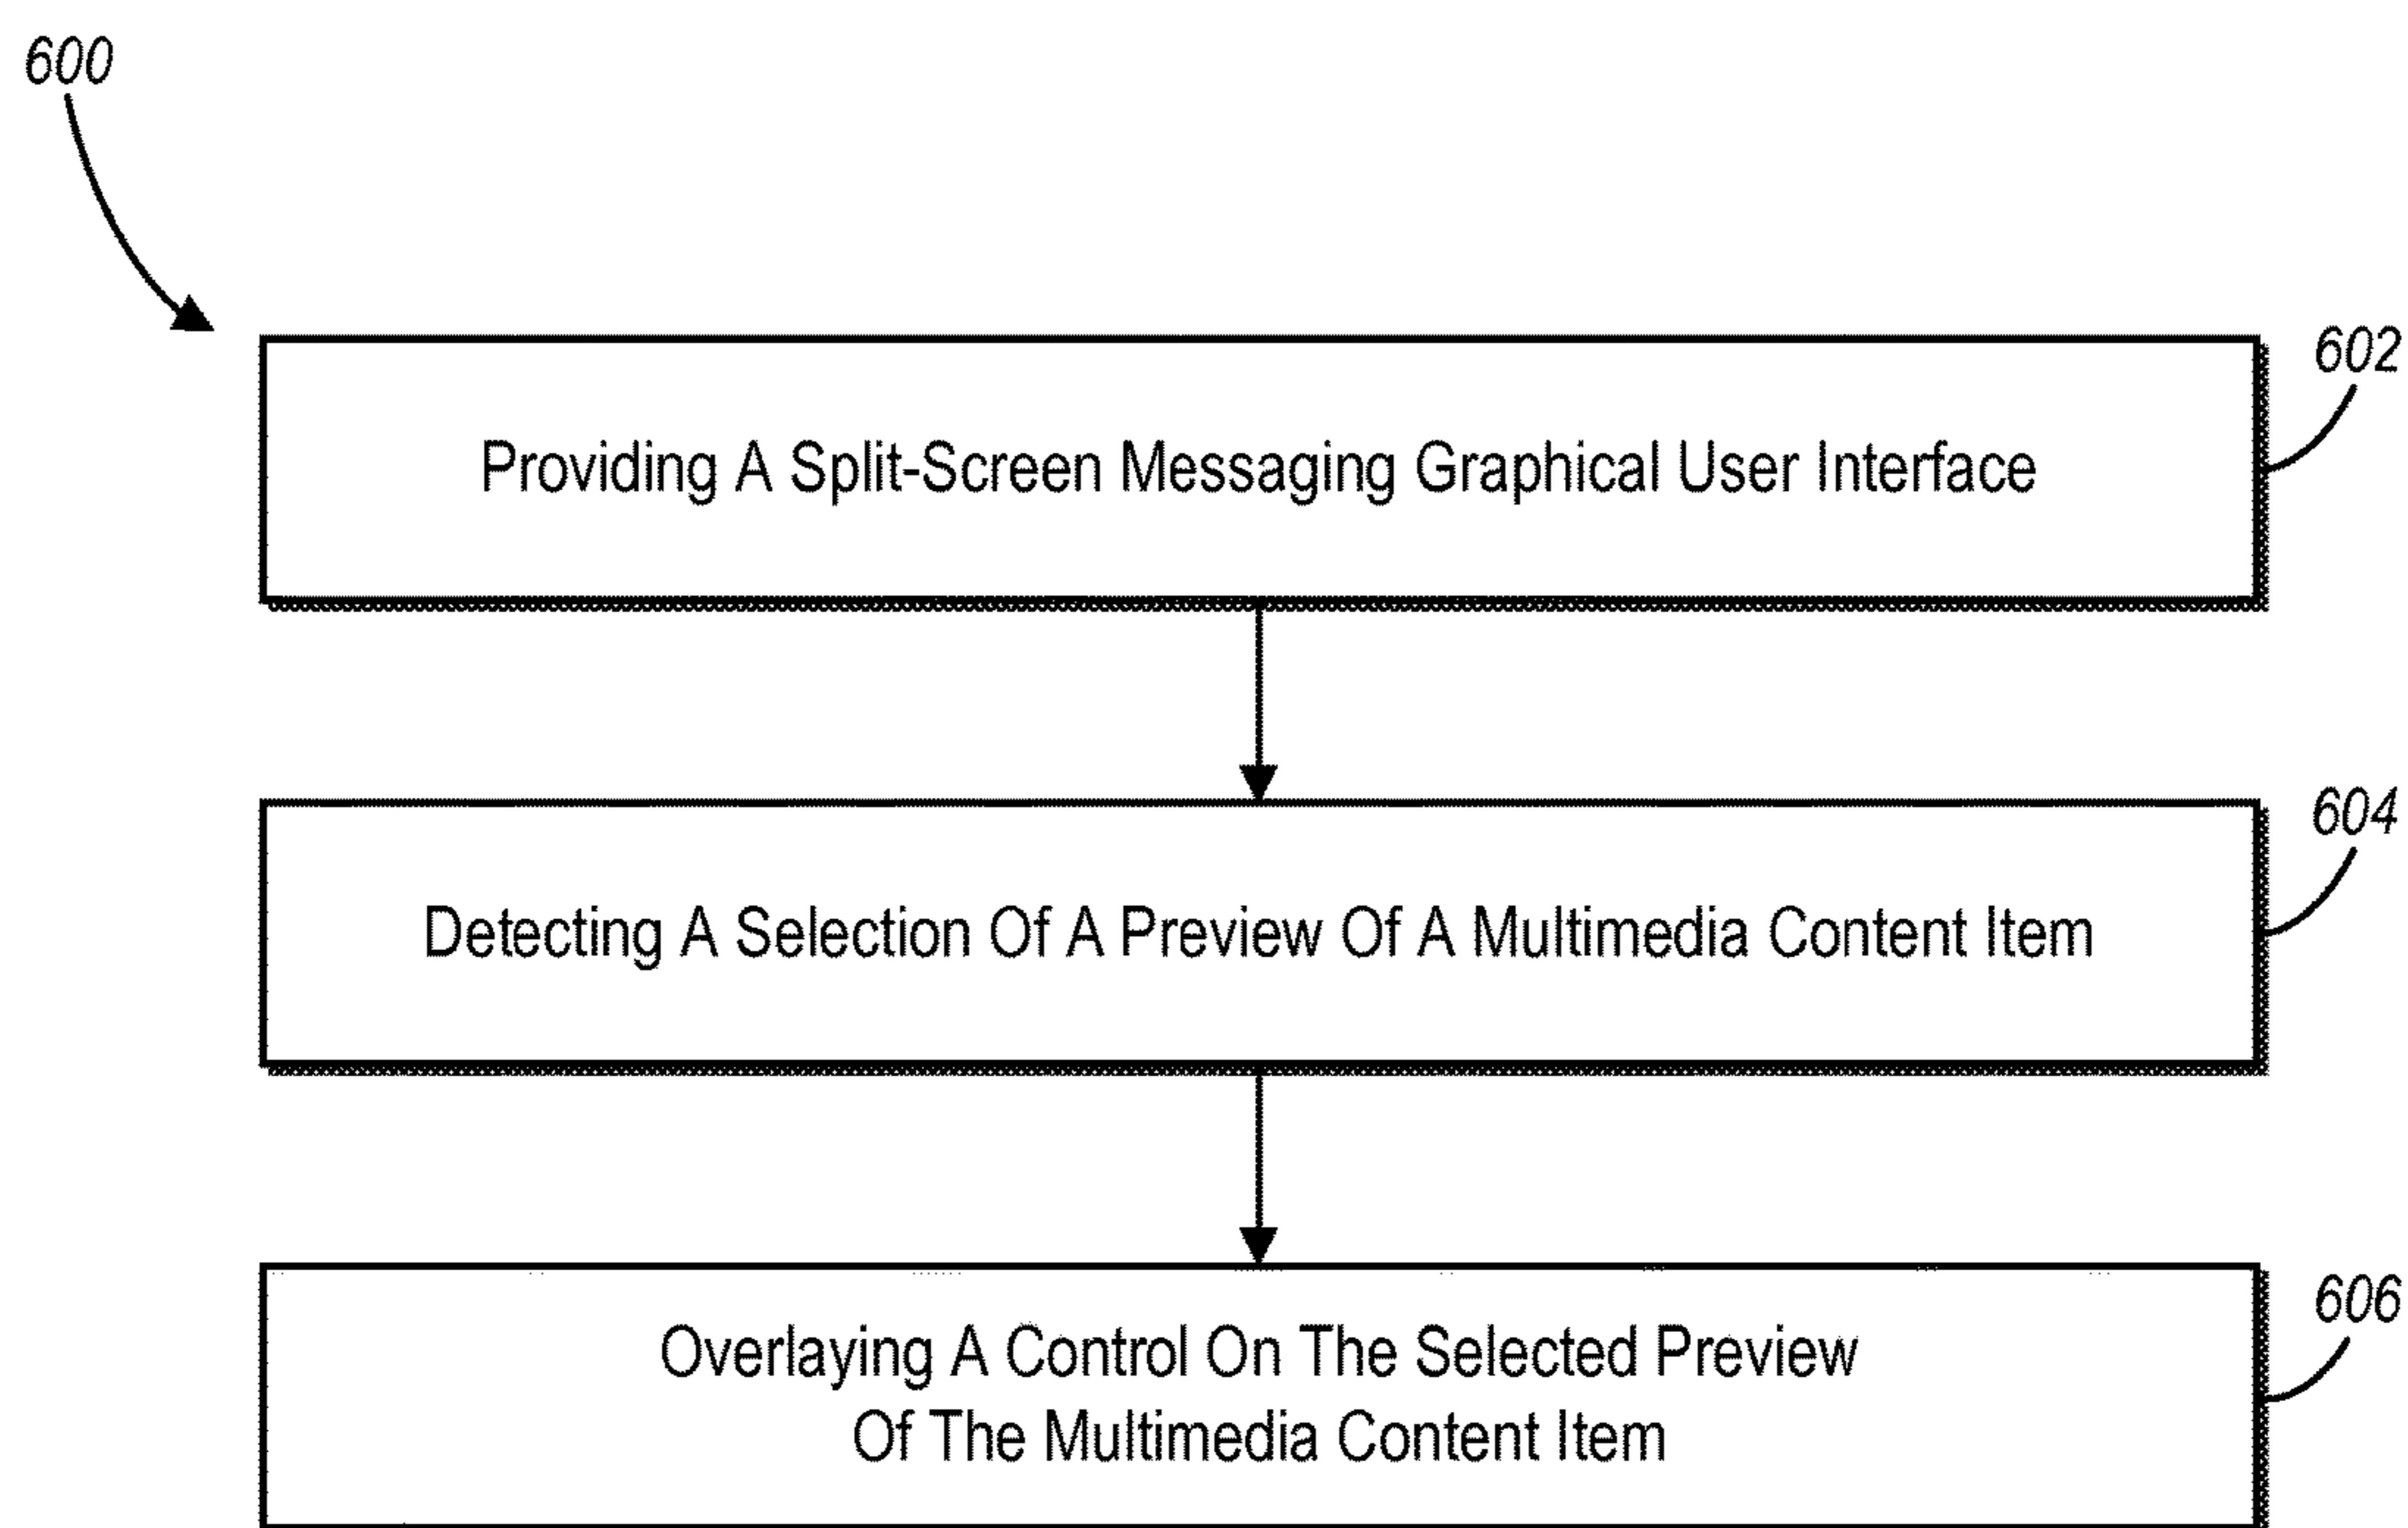 600
602
Providing A Split-Screen Messaging Graphical User Interface
604
Detecting A Selection Of A Preview Of A Multimedia Content Item
606
Overlaying A Control On The Selected Preview
Of The Multimedia Content Item